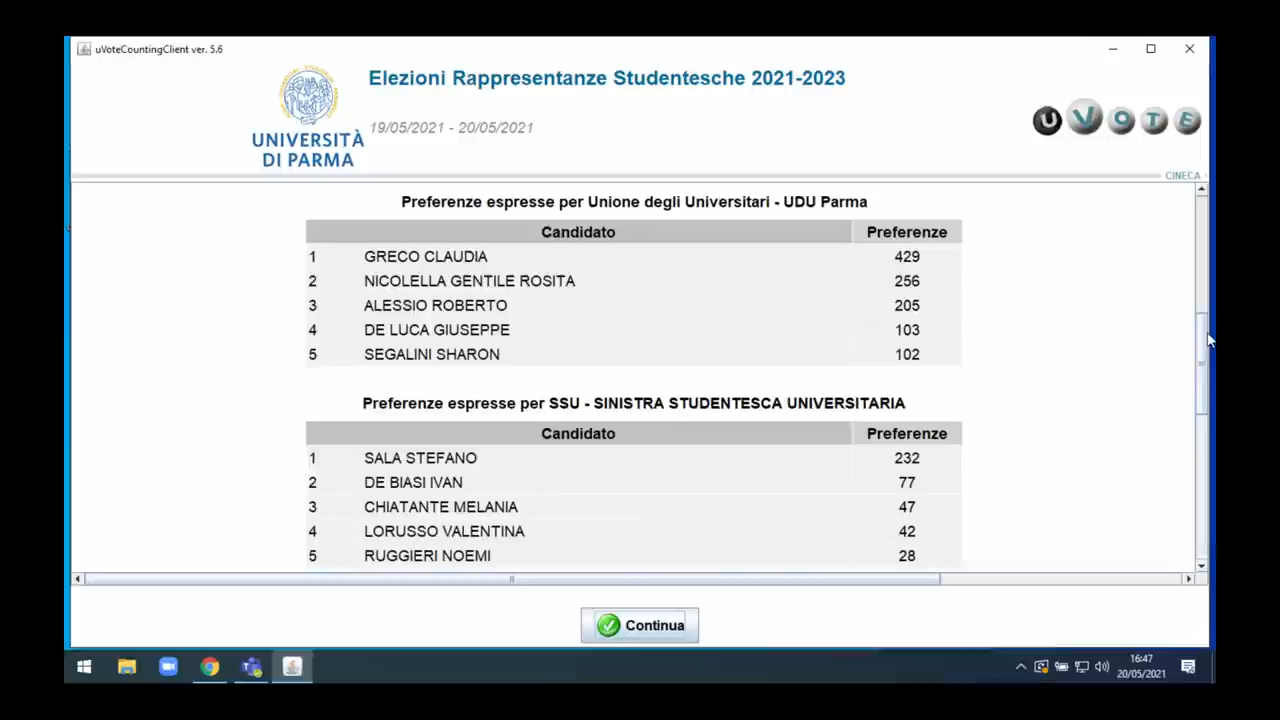 uVoteCountingClient ver. 5.6
Elezioni Rappresentanze Studentesche 2021-2023
19/05/2021 - 20/05/2021
UNIVERSITÀ
DI PARMA
U V O T E
CINECA
Preferenze espresse per Unione degli Universitari - UDU Parma
Candidato Preferenze
1 GRECO CLAUDIA 429
2 NICOLELLA GENTILE ROSITA 256
3 ALESSIO ROBERTO 205
4 DE LUCA GIUSEPPE 103
5 SEGALINI SHARON 102
Preferenze espresse per SSU - SINISTRA STUDENTESCA UNIVERSITARIA
Candidato Preferenze
1 SALA STEFANO 232
2 DE BIASI IVAN 77
3 CHIATANTE MELANIA 47
4 LORUSSO VALENTINA 42
5 RUGGIERI NOEMI 28
Continua
16:47
20/05/2021